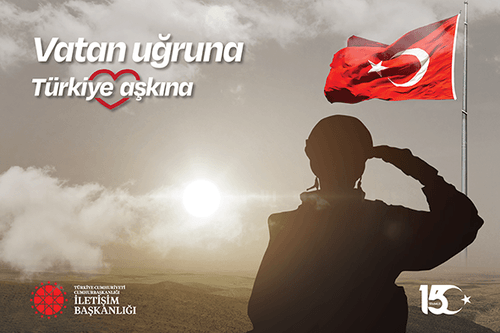 Vatan uğruna
Türkiye aşkına
TÜRKİYE CUMHURİYETİ
CUMHURBAŞKANLIĞI
İLETİŞİM
BAŞKANLIĞI
15